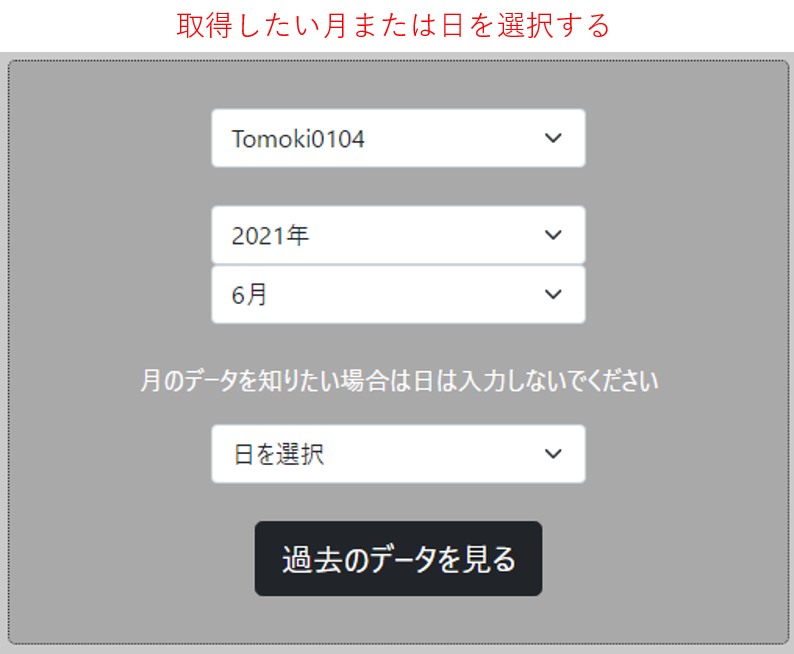 取得したい月または日を選択する
Tomoki0104
2021年
6月
月のデータを知りたい場合は日は入力しないでください
日を選択
過去のデータを見る